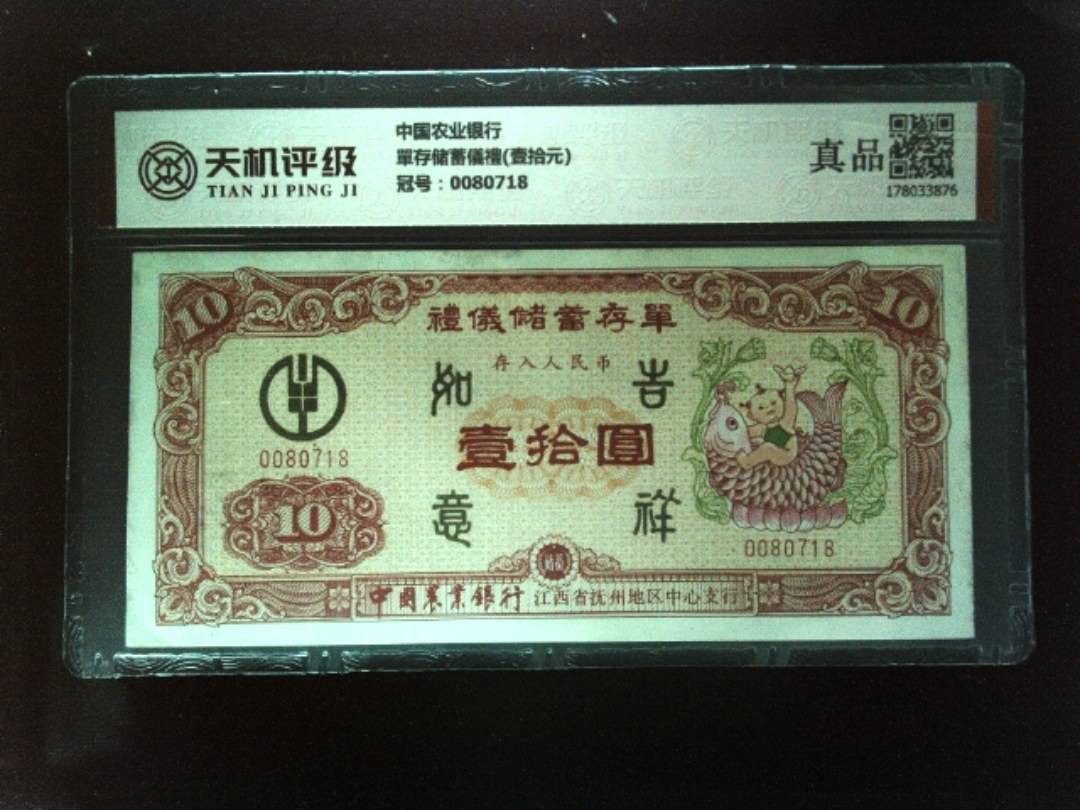 天机评级
TIAN JI PING JI
中国农业银行
單存储蓄儀禮(壹拾元)
冠号：0080718
真品
178033876
10
10
禮儀儲蓄存單
存入人民币
如 吉
壹拾圓
意 祥
0080718
10
0080718
中國農業銀行 江西省抚州地区中心支行